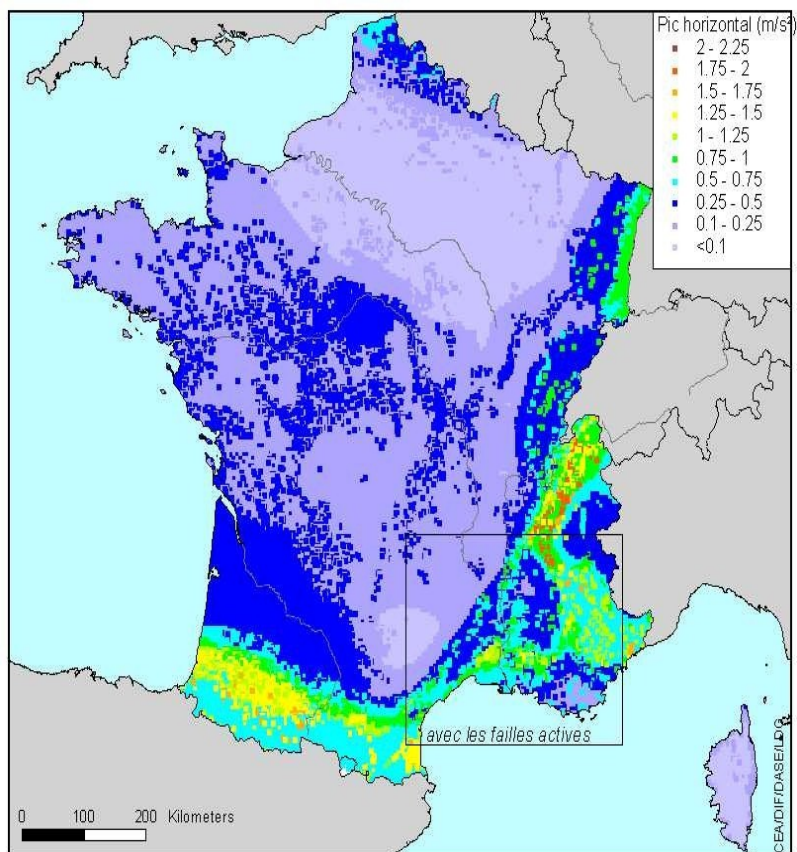 Pic horizontal (m/s²)
2 - 2.25
1.75 - 2
1.5 - 1.75
1.25 - 1.5
1 - 1.25
0.75 - 1
0.5 - 0.75
0.25 - 0.5
0.1 - 0.25
<0.1
avec les failles actives
0 100 200 Kilometers
CEA/DIF/DASE/LDG